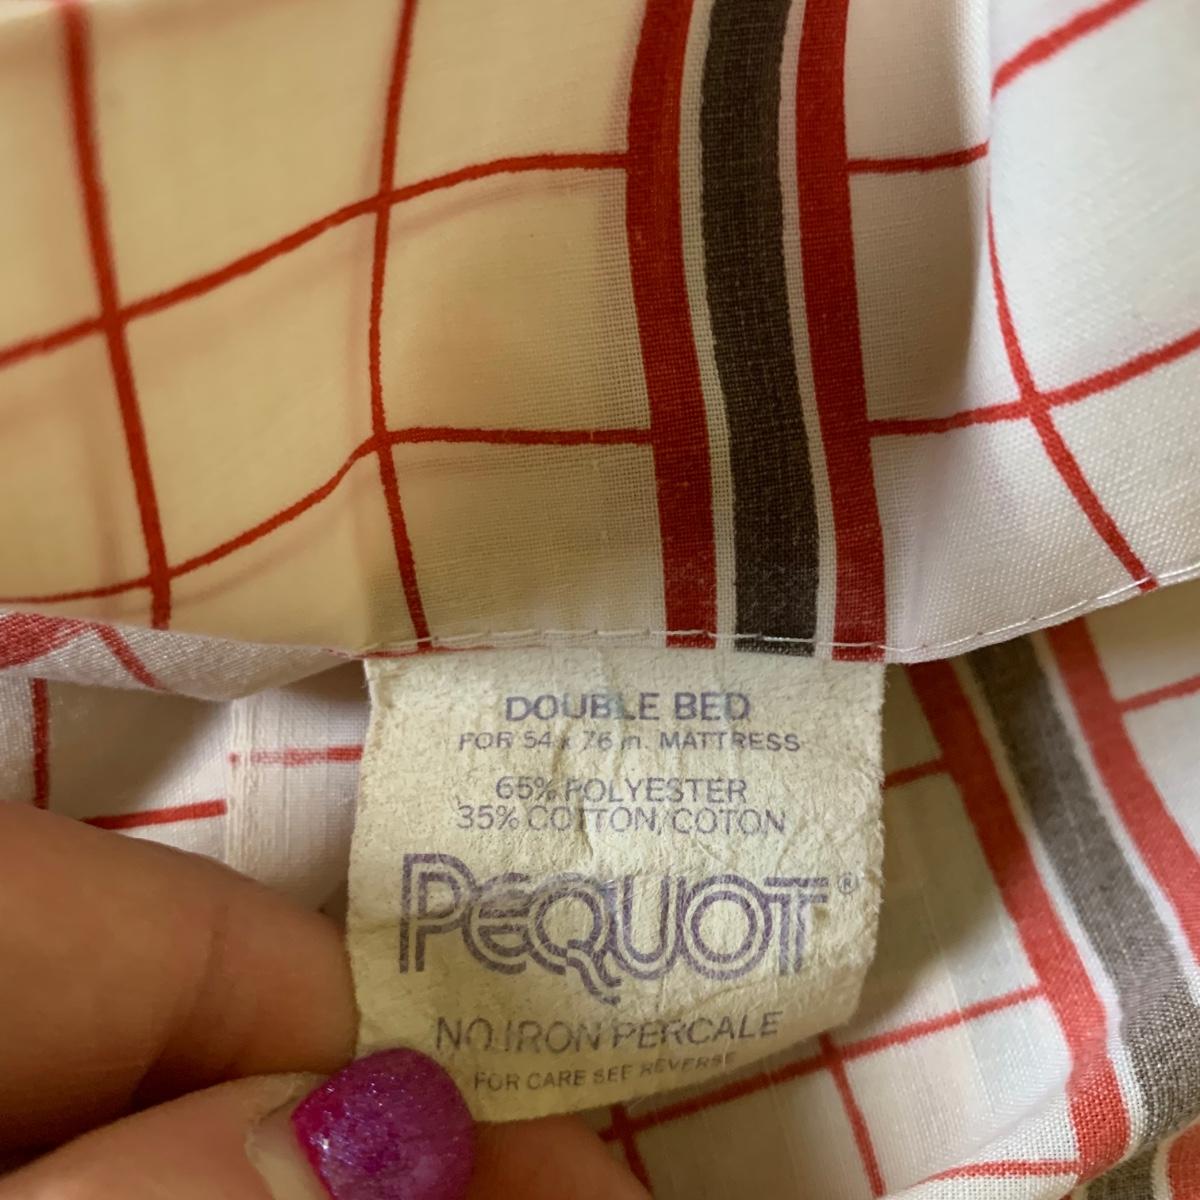 DOUBLE BED
FOR 54 x 76 in. MATTRESS
65% POLYESTER
35% COTTON/COTON
PEQUOT®
NO IRON PERCALE
FOR CARE SEE REVERSE